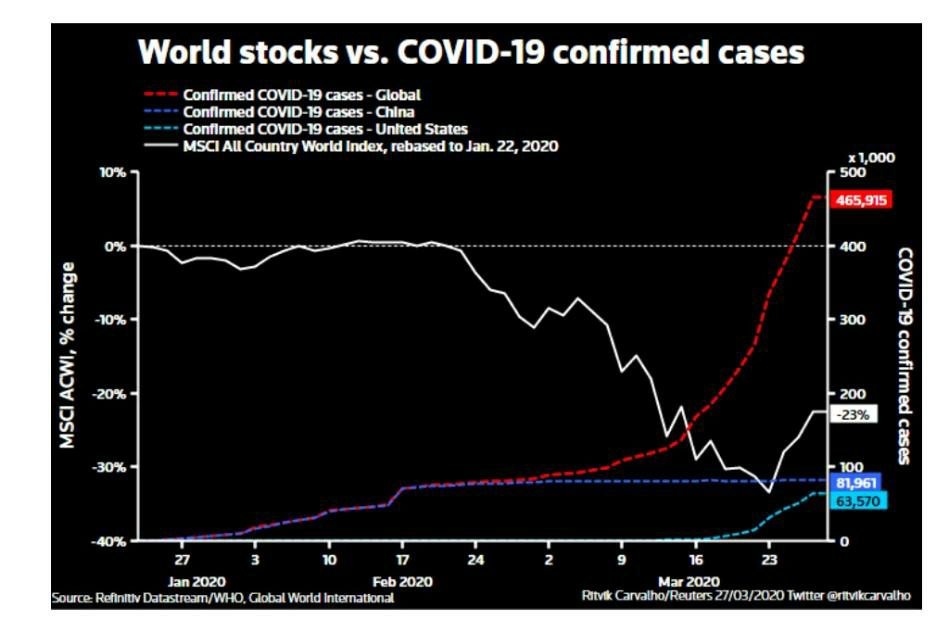 World stocks vs. COVID-19 confirmed cases
Confirmed COVID-19 cases - Global
Confirmed COVID-19 cases - China
Confirmed COVID-19 cases - United States
MSCI All Country World Index, rebased to Jan. 22, 2020
x 1,000
10%
0%
-10%
-20%
-30%
-40%
MSCI ACWI, % change
500
400
300
200
100
0
COVID-19 confirmed cases
465,915
-23%
81,961
63,570
27 3 10 17 24 2 9 16 23
Jan 2020 Feb 2020 Mar 2020
Source: Refinitiv Datastream/WHO, Global World International
Ritvik Carvalho/Reuters 27/03/2020 Twitter @ritvikcarvalho